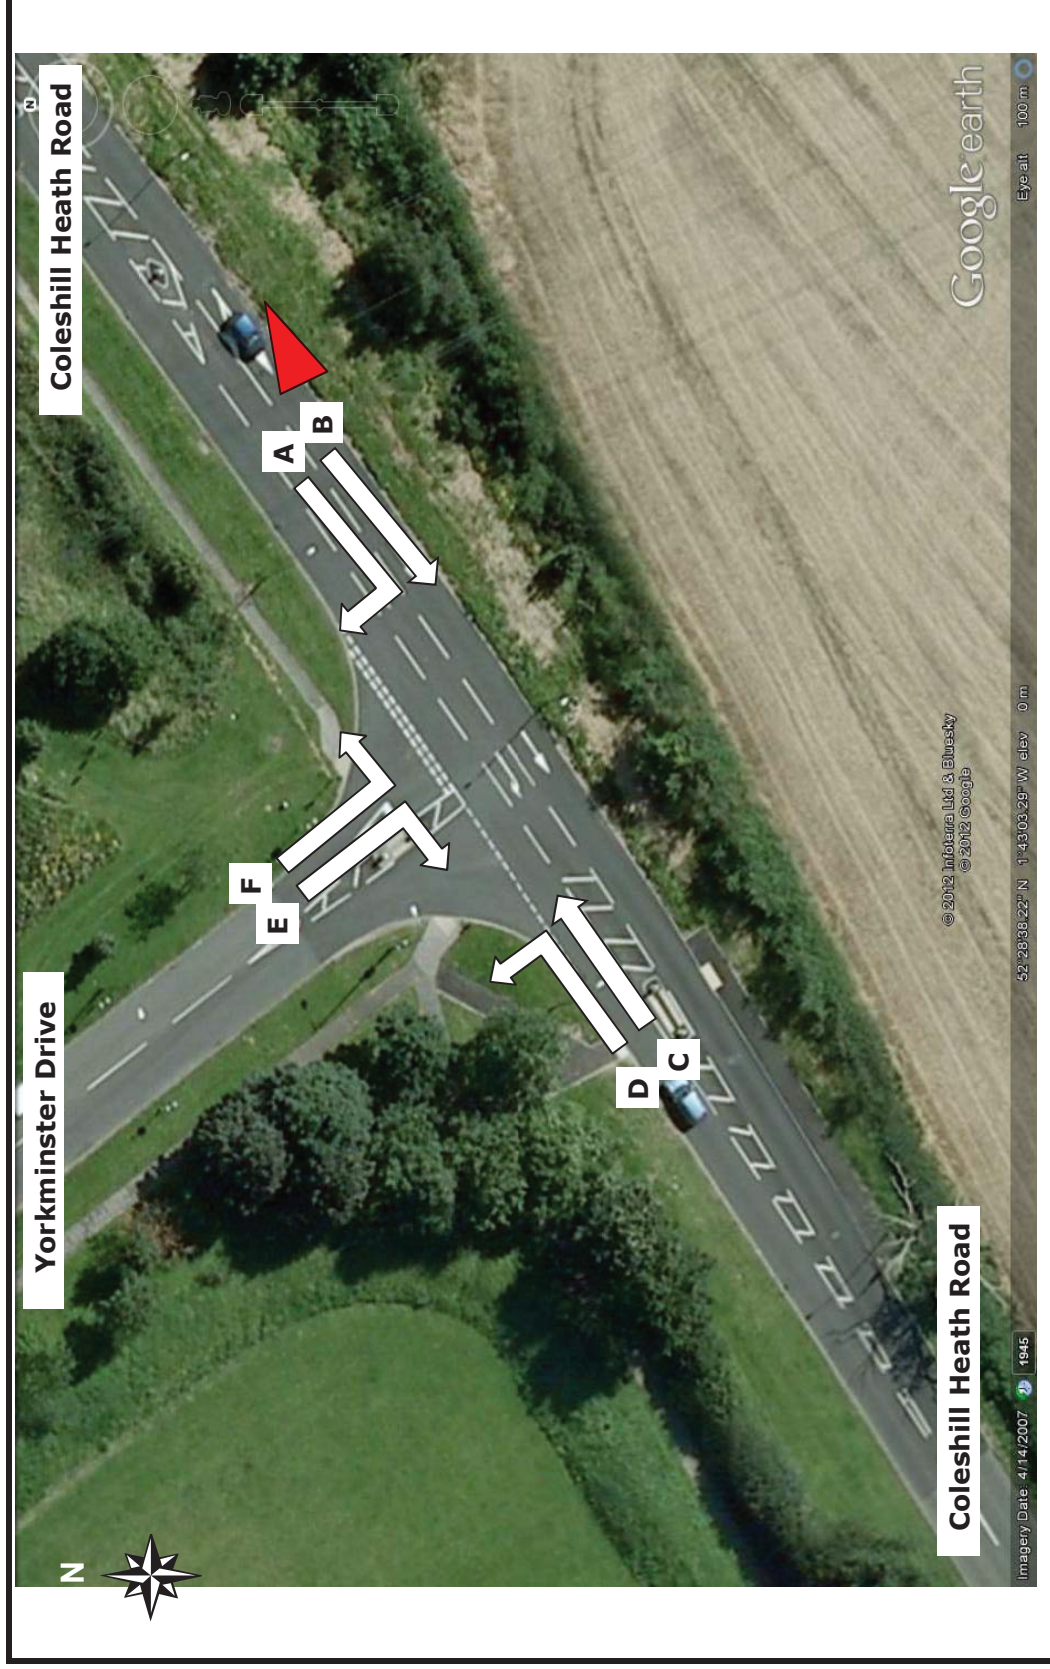 Coleshill Heath Road
Yorkminster Drive
A
B
F
E
D
C
Coleshill Heath Road
N
N
© 2012 Infoterra Ltd & Bluesky
© 2012 Google
Google earth
Imagery Date: 4/14/2007
1945
52°28'38.22" N 1°43'03.29" W elev 0 m
Eye alt 100 m